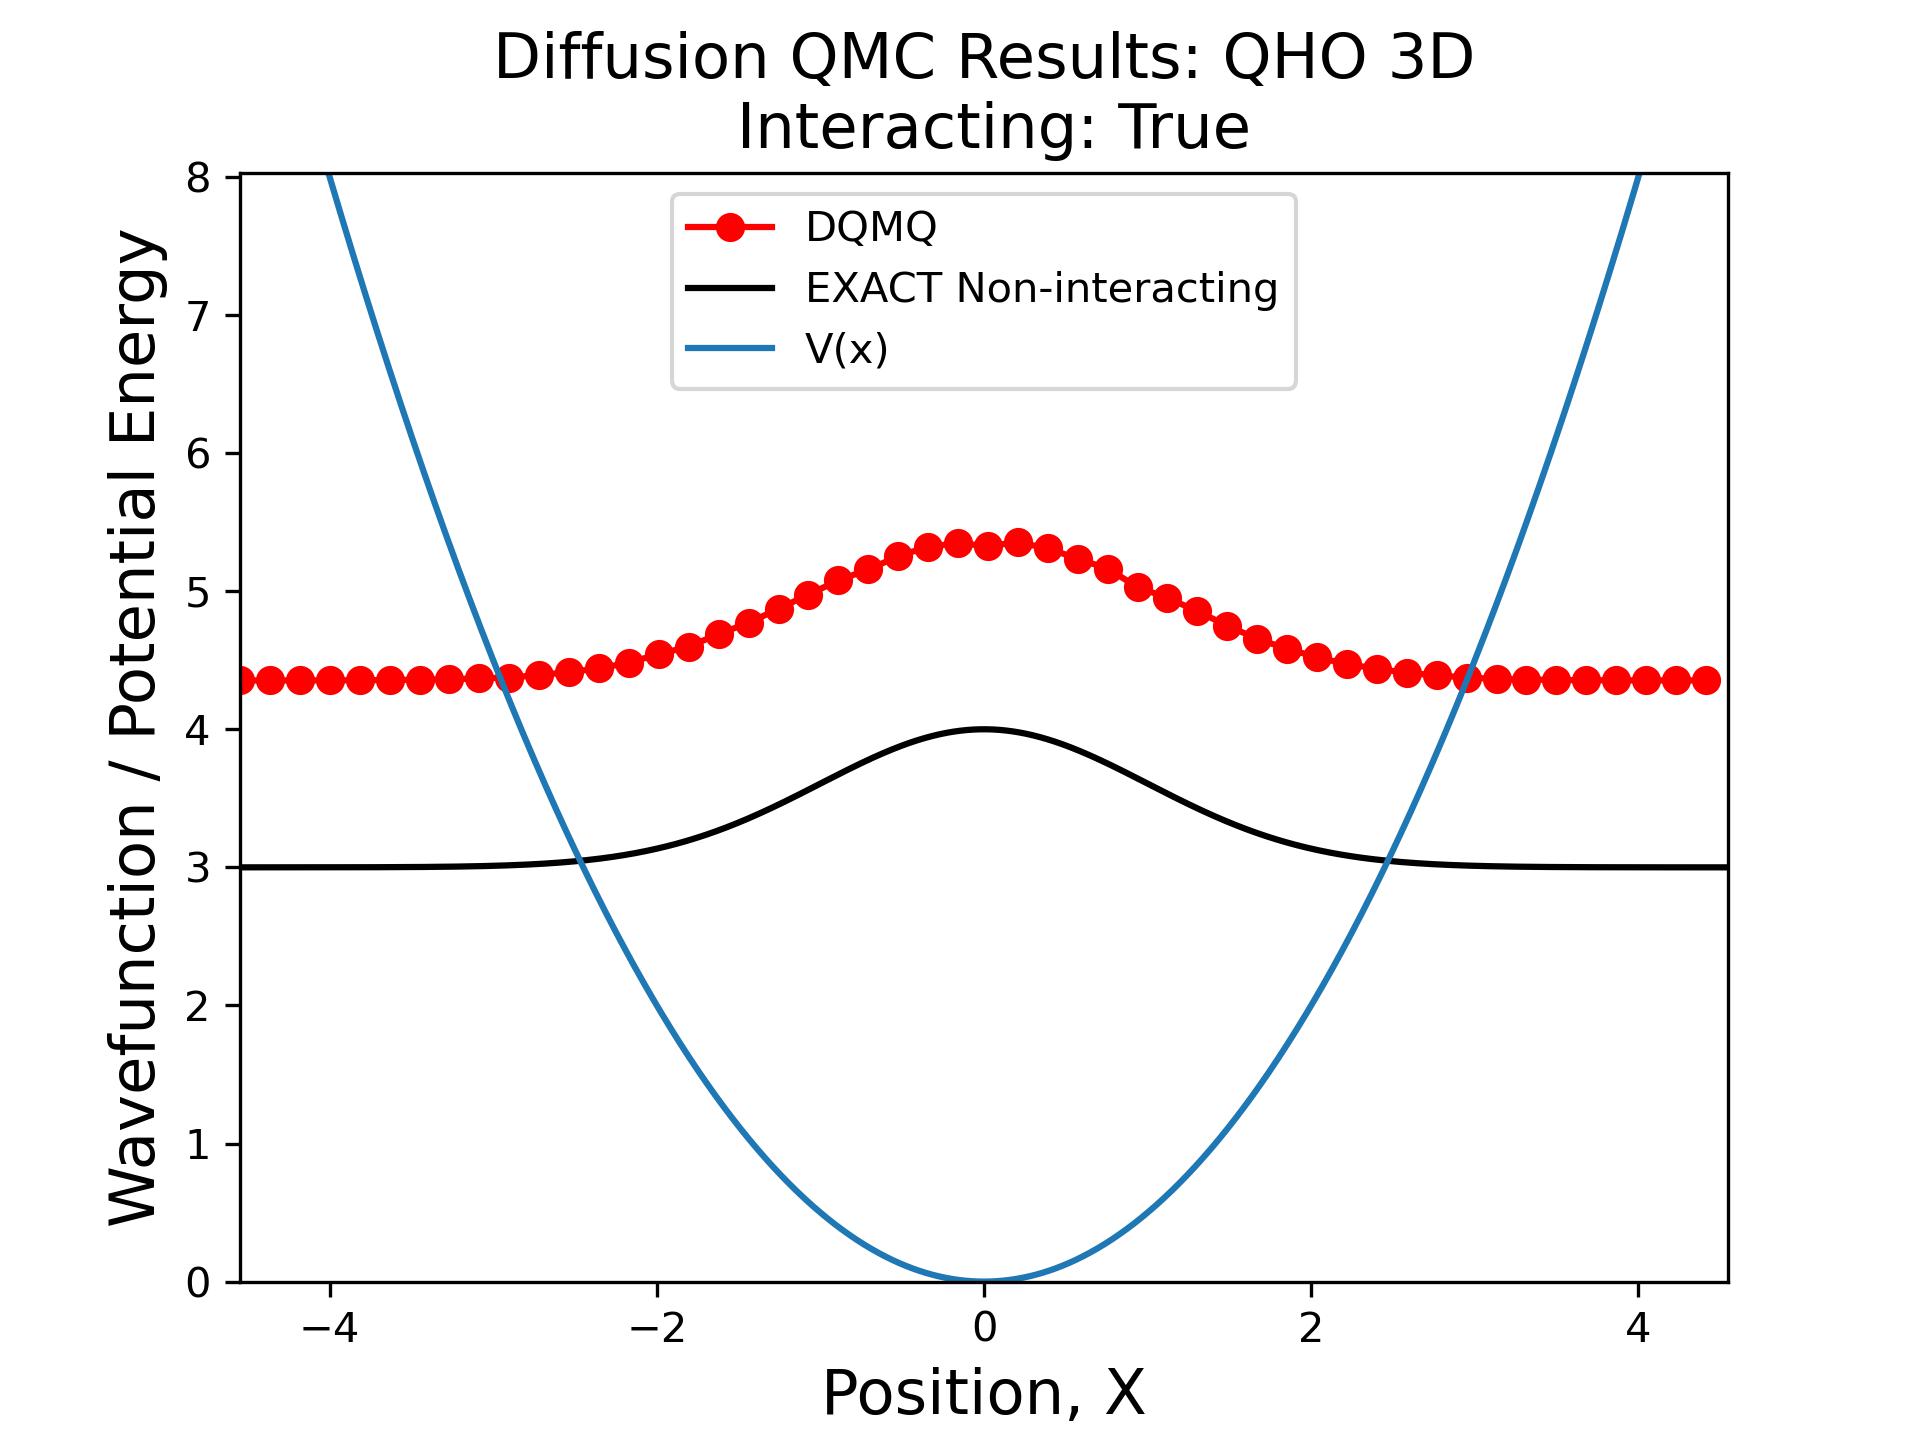 Diffusion QMC Results: QHO 3D
Interacting: True
DQMQ
EXACT Non-interacting
V(x)
Wavefunction / Potential Energy
8
7
6
5
4
3
2
1
0
−4
−2
0
2
4
Position, X